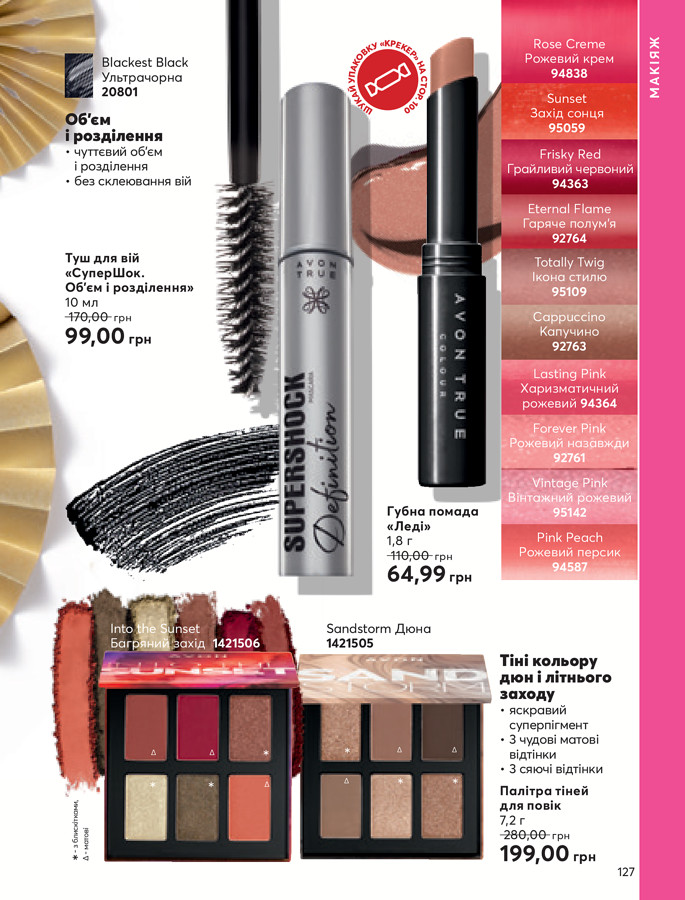 Blackest Black
Ультрачорна
20801
Об'єм
і розділення
• чуттєвий об'єм
і розділення
• без склеювання вій
Туш для вій
«СуперШок.
Об'єм і розділення»
10 мл
170,00 грн
99,00 грн
ШУКАЙ УПАКОВКУ «КРЕКЕР» НА СТОР. 100
AVON
TRUE
SUPERSHOCK
MASCARA
Definition
AVON TRUE
COLOUR
Губна помада
«Леді»
1,8 г
110,00 грн
64,99 грн
Rose Creme
Рожевий крем
94838
Sunset
Захід сонця
95059
Frisky Red
Грайливий червоний
94363
Eternal Flame
Гаряче полум'я
92764
Totally Twig
Ікона стилю
95109
Cappuccino
Капучино
92763
Lasting Pink
Харизматичний
рожевий 94364
Forever Pink
Рожевий назавжди
92761
Vintage Pink
Вінтажний рожевий
95142
Pink Peach
Рожевий персик
94587
МАКІЯЖ
Into the Sunset
Багряний захід 1421506
Sandstorm Дюна
1421505
AVON
SUNSET
SAND
STORM
* - з блискітками,
Δ - матові
Тіні кольору
дюн і літнього
заходу
• яскравий
суперпігмент
• 3 чудові матові
відтінки
• 3 сяючі відтінки
Палітра тіней
для повік
7,2 г
280,00 грн
199,00 грн
127